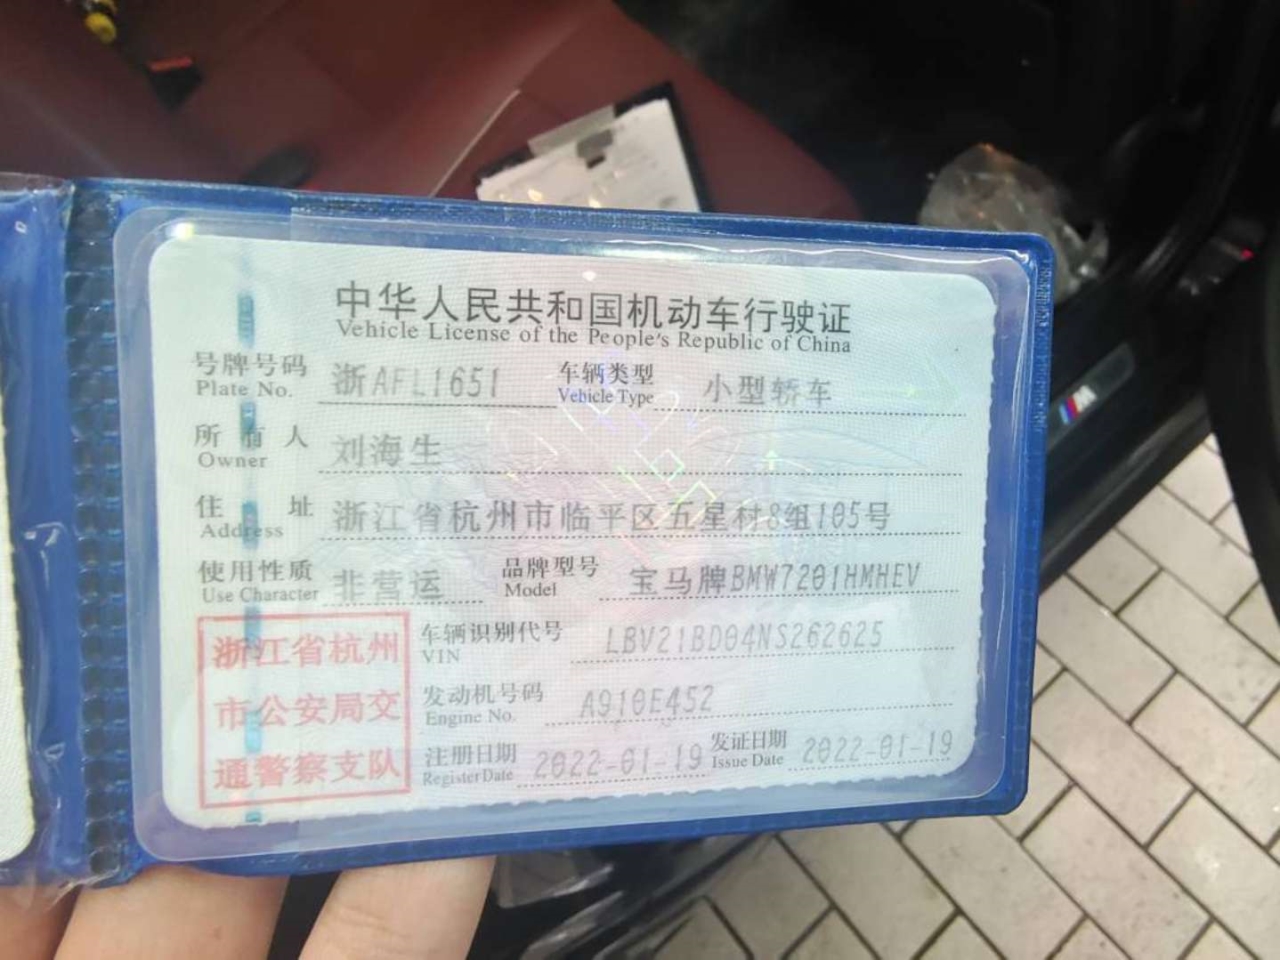 中华人民共和国机动车行驶证
Vehicle License of the People's Republic of China
号牌号码 浙AFL1651 车辆类型 小型轿车
Plate No. Vehicle Type
所有人 刘海生
Owner
住址 浙江省杭州市临平区五星村8组105号
Address
使用性质 非营运 品牌型号 宝马牌BMW7201HMHEV
Use Character Model
浙江省杭州
市公安局交
通警察支队
车辆识别代号 LBV21BD04NS262625
VIN
发动机号码 A910E452
Engine No.
注册日期 2022-01-19 发证日期 2022-01-19
Register Date Issue Date
M